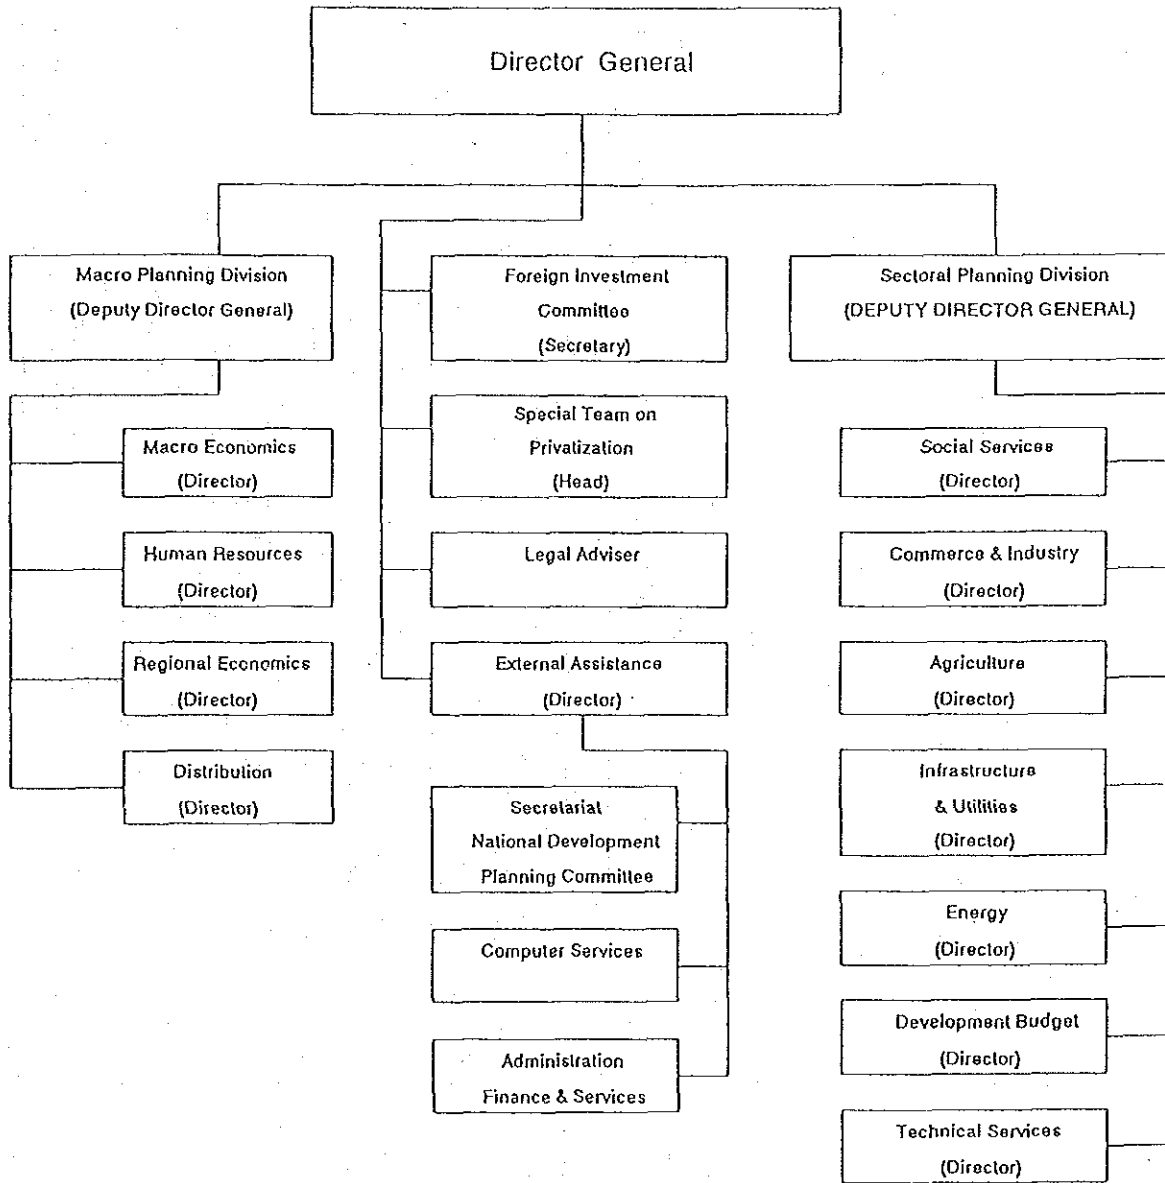 Director General
Macro Planning Division
(Deputy Director General)
Macro Economics
(Director)
Human Resources
(Director)
Regional Economics
(Director)
Distribution
(Director)
Foreign Investment
Committee
(Secretary)
Special Team on
Privatization
(Head)
Legal Adviser
External Assistance
(Director)
Secretarial
National Development
Planning Committee
Computer Services
Administration
Finance & Services
Sectoral Planning Division
(DEPUTY DIRECTOR GENERAL)
Social Services
(Director)
Commerce & Industry
(Director)
Agriculture
(Director)
Infrastructure
& Utilities
(Director)
Energy
(Director)
Development Budget
(Director)
Technical Services
(Director)